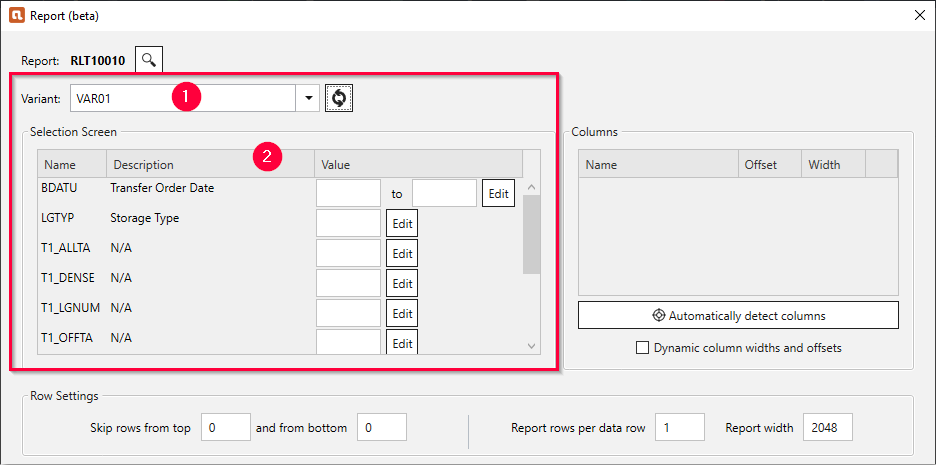 Report (beta)
Report: RLT10010
Variant: VAR01 1
Selection Screen
Name Description 2 Value
BDATU Transfer Order Date to Edit
LGTYP Storage Type Edit
T1_ALLTA N/A Edit
T1_DENSE N/A Edit
T1_LGNUM N/A Edit
T1_OFFTA N/A Edit
Columns
Name Offset Width
Automatically detect columns
Dynamic column widths and offsets
Row Settings
Skip rows from top 0 and from bottom 0 Report rows per data row 1 Report width 2048